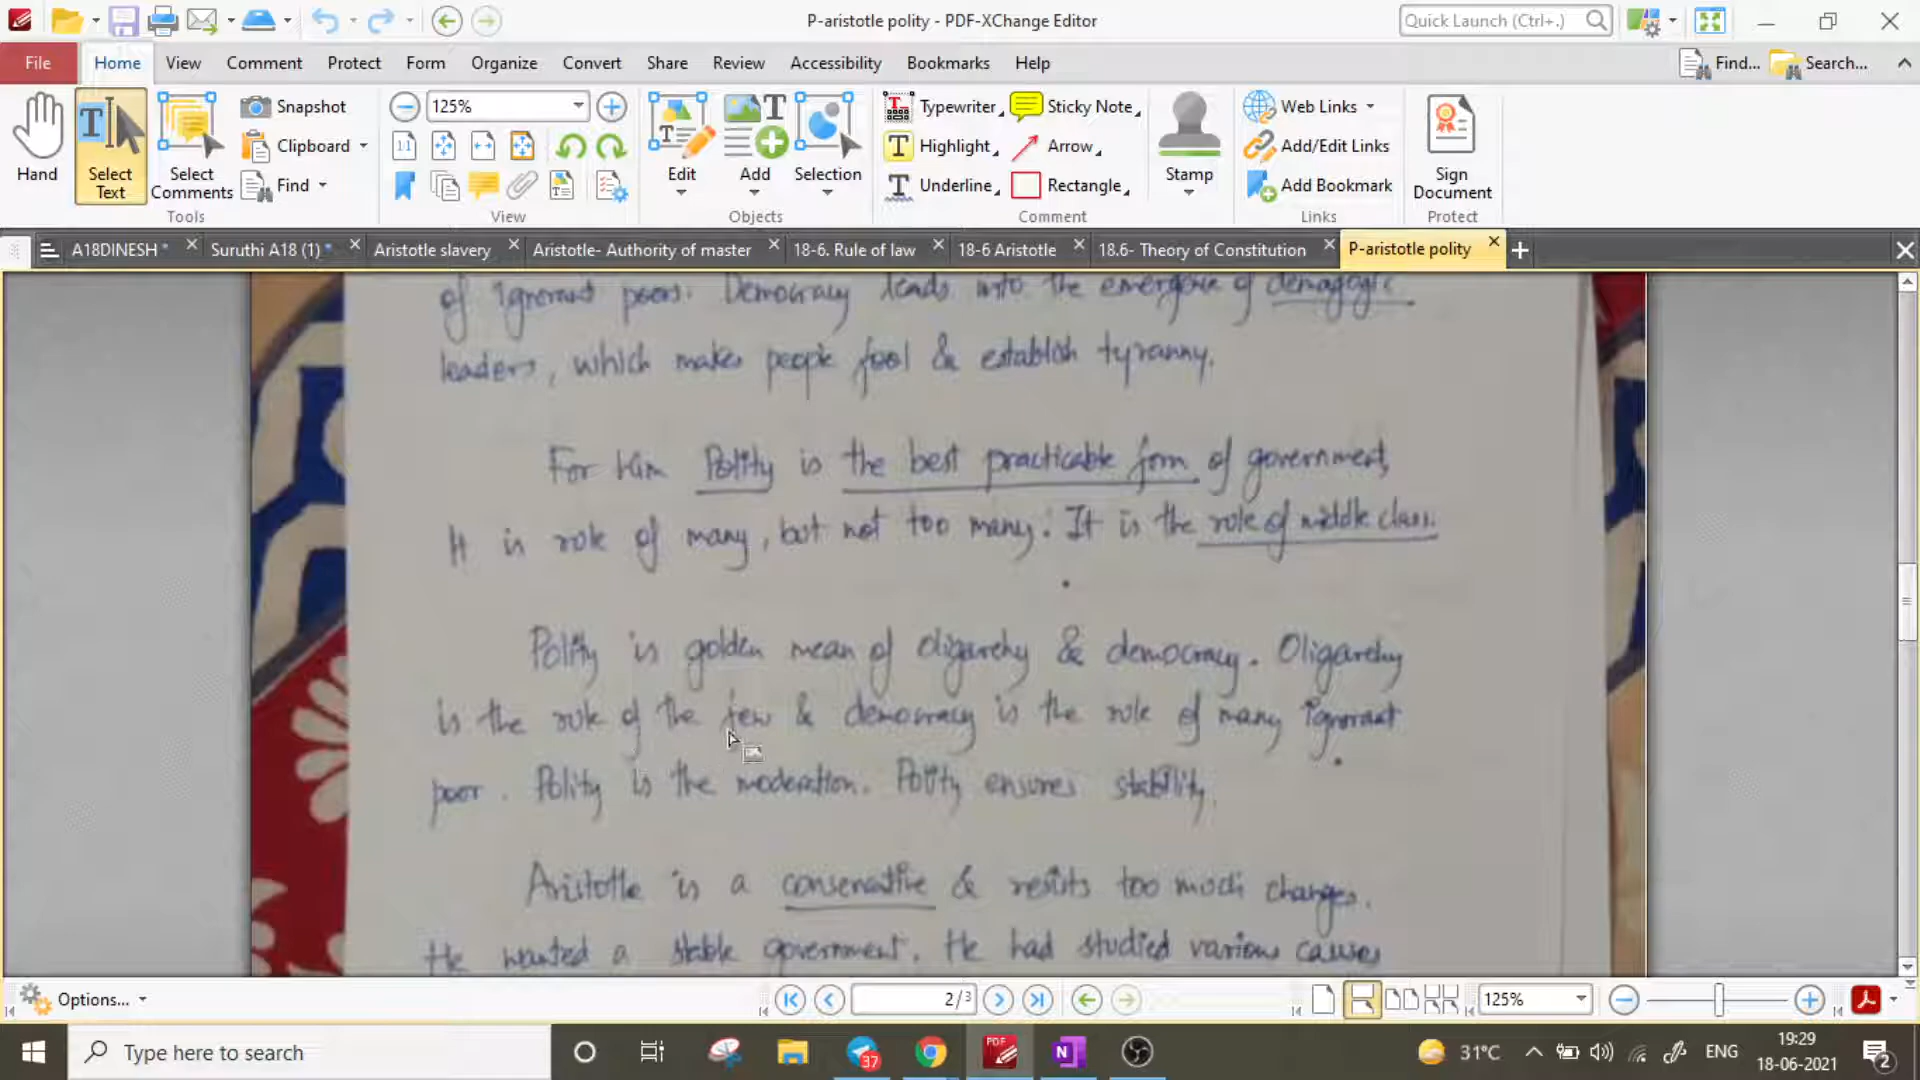 P-aristotle polity - PDF-XChange Editor
Quick Launch (Ctrl+.)
File Home View Comment Protect Form Organize Convert Share Review Accessibility Bookmarks Help Find... Search...
Snapshot 125% Typewriter Sticky Note Web Links
Clipboard Highlight Arrow Add/Edit Links
Hand Select Text Select Comments Find Edit Add Selection Underline Rectangle Stamp Add Bookmark Sign Document
Tools View Objects Comment Links Protect
A18DINESH * Suruthi A18 (1) * Aristotle slavery Aristotle- Authority of master 18-6. Rule of law 18-6 Aristotle 18.6- Theory of Constitution P-aristotle polity
of ignorant poors. Democracy leads into the emergence of demagogic
leaders, which makes people fool & establish tyranny.
For him Polity is the best practicable form of government,
It is rule of many, but not too many. It is the rule of middle class.
Polity is golden mean of oligarchy & democracy. Oligarchy
is the rule of the few & democracy is the rule of many ignorant
poor. Polity is the moderation. Polity ensures stability.
Aristotle is a conservative & resists too much changes.
He wanted a stable government. He had studied various causes
Options... 2/3 125%
Type here to search 37 PDF N 31°C ENG 19:29
18-06-2021 2